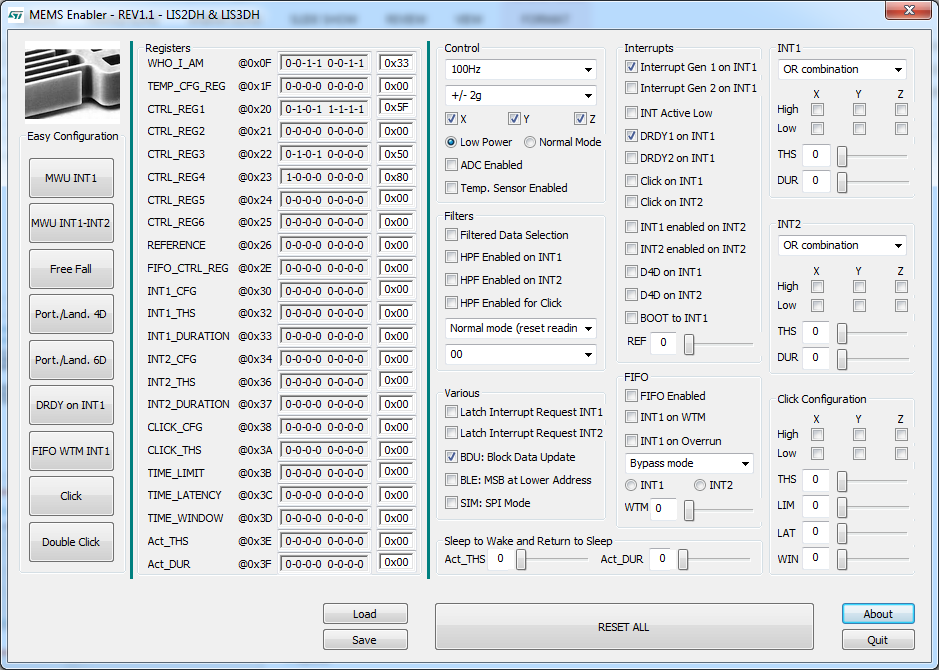 MEMS Enabler - REV1.1 - LIS2DH & LIS3DH
Easy Configuration
MWU INT1
MWU INT1-INT2
Free Fall
Port./Land. 4D
Port./Land. 6D
DRDY on INT1
FIFO WTM INT1
Click
Double Click
Registers
WHO_I_AM @0x0F 0-0-1-1 0-0-1-1 0x33
TEMP_CFG_REG @0x1F 0-0-0-0 0-0-0-0 0x00
CTRL_REG1 @0x20 0-1-0-1 1-1-1-1 0x5F
CTRL_REG2 @0x21 0-0-0-0 0-0-0-0 0x00
CTRL_REG3 @0x22 0-1-0-1 0-0-0-0 0x50
CTRL_REG4 @0x23 1-0-0-0 0-0-0-0 0x80
CTRL_REG5 @0x24 0-0-0-0 0-0-0-0 0x00
CTRL_REG6 @0x25 0-0-0-0 0-0-0-0 0x00
REFERENCE @0x26 0-0-0-0 0-0-0-0 0x00
FIFO_CTRL_REG @0x2E 0-0-0-0 0-0-0-0 0x00
INT1_CFG @0x30 0-0-0-0 0-0-0-0 0x00
INT1_THS @0x32 0-0-0-0 0-0-0-0 0x00
INT1_DURATION @0x33 0-0-0-0 0-0-0-0 0x00
INT2_CFG @0x34 0-0-0-0 0-0-0-0 0x00
INT2_THS @0x36 0-0-0-0 0-0-0-0 0x00
INT2_DURATION @0x37 0-0-0-0 0-0-0-0 0x00
CLICK_CFG @0x38 0-0-0-0 0-0-0-0 0x00
CLICK_THS @0x3A 0-0-0-0 0-0-0-0 0x00
TIME_LIMIT @0x3B 0-0-0-0 0-0-0-0 0x00
TIME_LATENCY @0x3C 0-0-0-0 0-0-0-0 0x00
TIME_WINDOW @0x3D 0-0-0-0 0-0-0-0 0x00
Act_THS @0x3E 0-0-0-0 0-0-0-0 0x00
Act_DUR @0x3F 0-0-0-0 0-0-0-0 0x00
Control
100Hz
+/- 2g
X Y Z
Low Power Normal Mode
ADC Enabled
Temp. Sensor Enabled
Filters
Filtered Data Selection
HPF Enabled on INT1
HPF Enabled on INT2
HPF Enabled for Click
Normal mode (reset readin
00
Various
Latch Interrupt Request INT1
Latch Interrupt Request INT2
BDU: Block Data Update
BLE: MSB at Lower Address
SIM: SPI Mode
Interrupts
Interrupt Gen 1 on INT1
Interrupt Gen 2 on INT1
INT Active Low
DRDY1 on INT1
DRDY2 on INT1
Click on INT1
Click on INT2
INT1 enabled on INT2
INT2 enabled on INT2
D4D on INT1
D4D on INT2
BOOT to INT1
REF 0
FIFO
FIFO Enabled
INT1 on WTM
INT1 on Overrun
Bypass mode
INT1 INT2
WTM 0
Sleep to Wake and Return to Sleep
Act_THS 0 Act_DUR 0
INT1
OR combination
X Y Z
High
Low
THS 0
DUR 0
INT2
OR combination
X Y Z
High
Low
THS 0
DUR 0
Click Configuration
X Y Z
High
Low
THS 0
LIM 0
LAT 0
WIN 0
Load
Save
RESET ALL
About
Quit